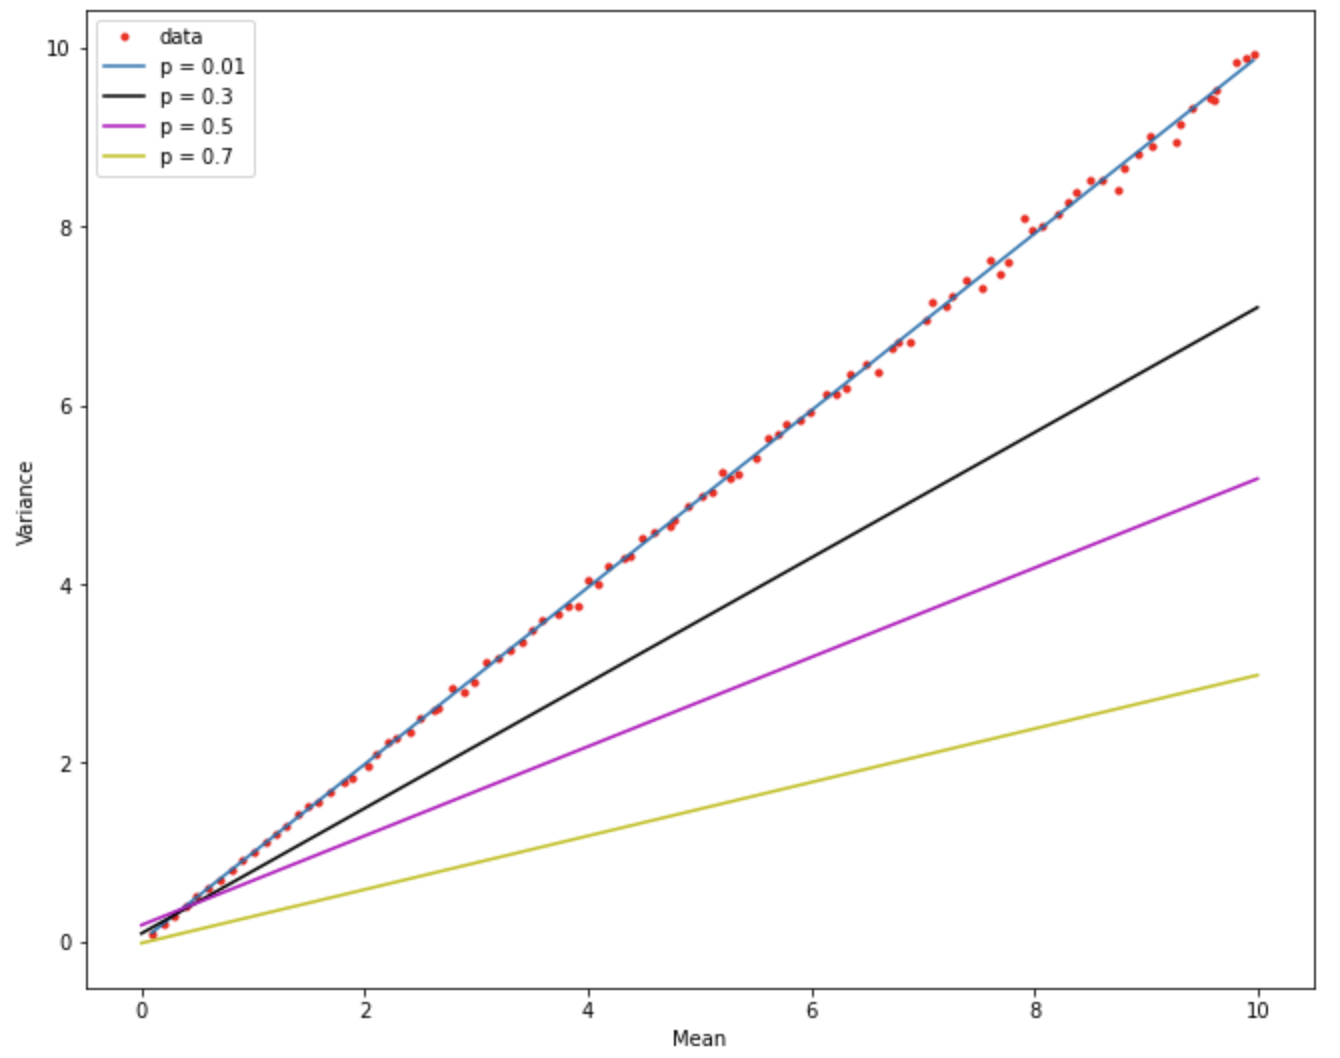 data
p = 0.01
p = 0.3
p = 0.5
p = 0.7
10
8
6
4
2
0
Variance
0 2 4 6 8 10
Mean